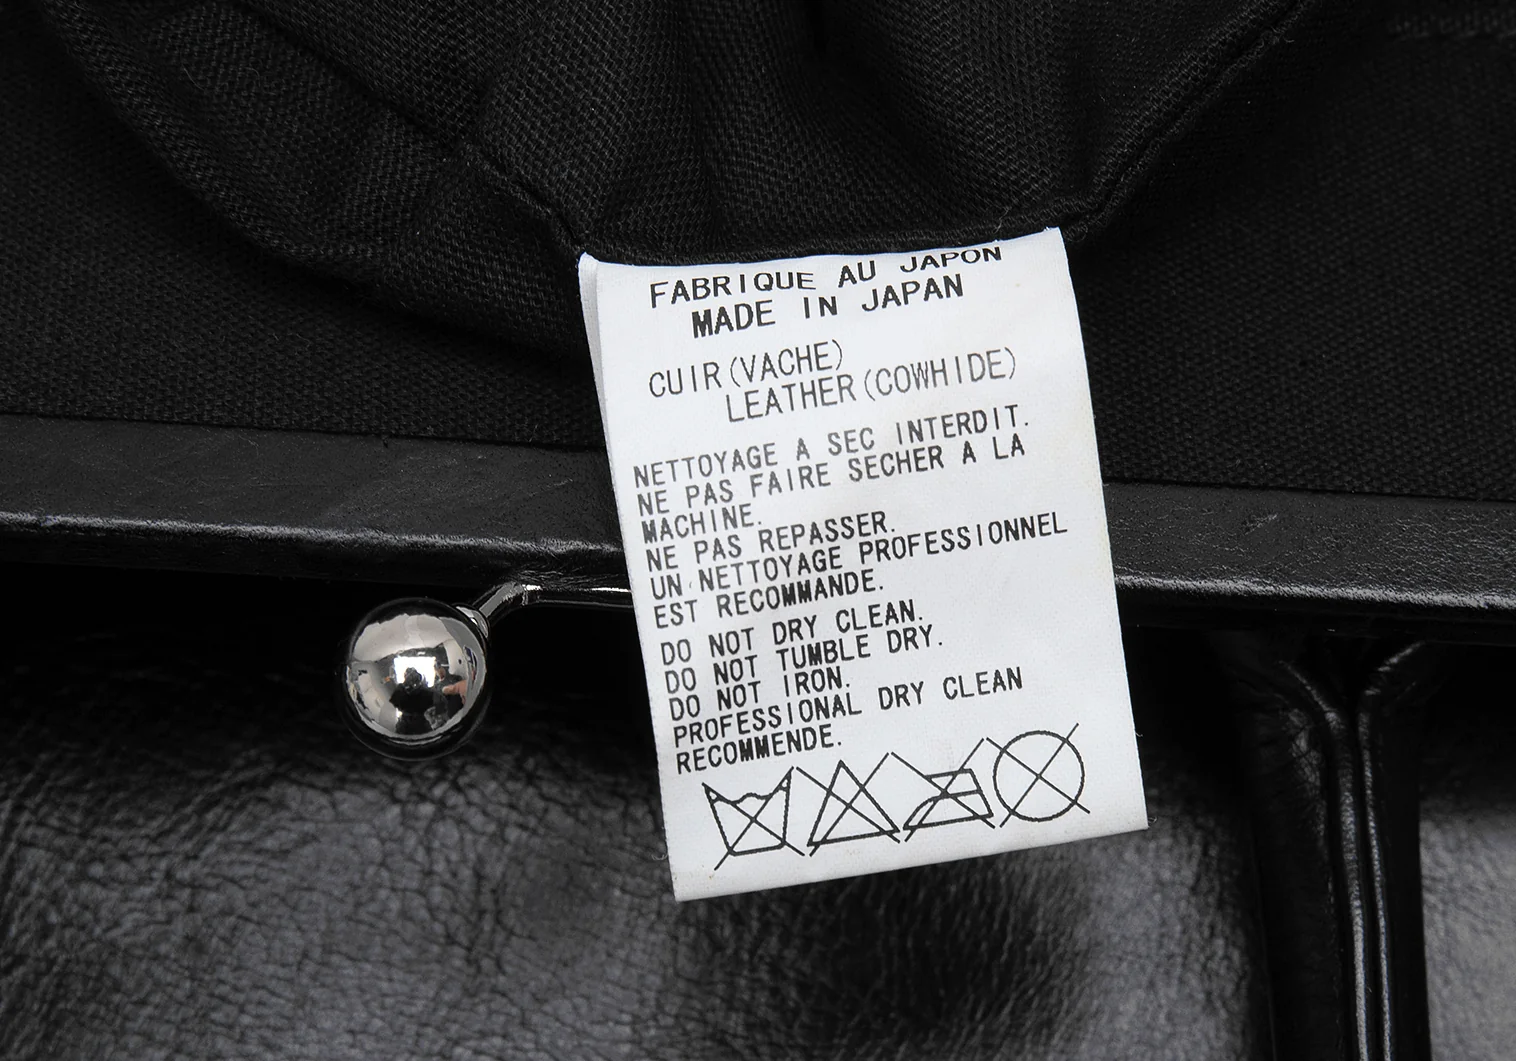 FABRIQUE AU JAPON
MADE IN JAPAN
CUIR(VACHE)
LEATHER(COWHIDE)
NETTOYAGE A SEC INTERDIT.
NE PAS FAIRE SECHER A LA
MACHINE.
NE PAS REPASSER.
UN NETTOYAGE PROFESSIONNEL
EST RECOMMANDE.
DO NOT DRY CLEAN.
DO NOT TUMBLE DRY.
DO NOT IRON.
PROFESSIONAL DRY CLEAN
RECOMMENDE.